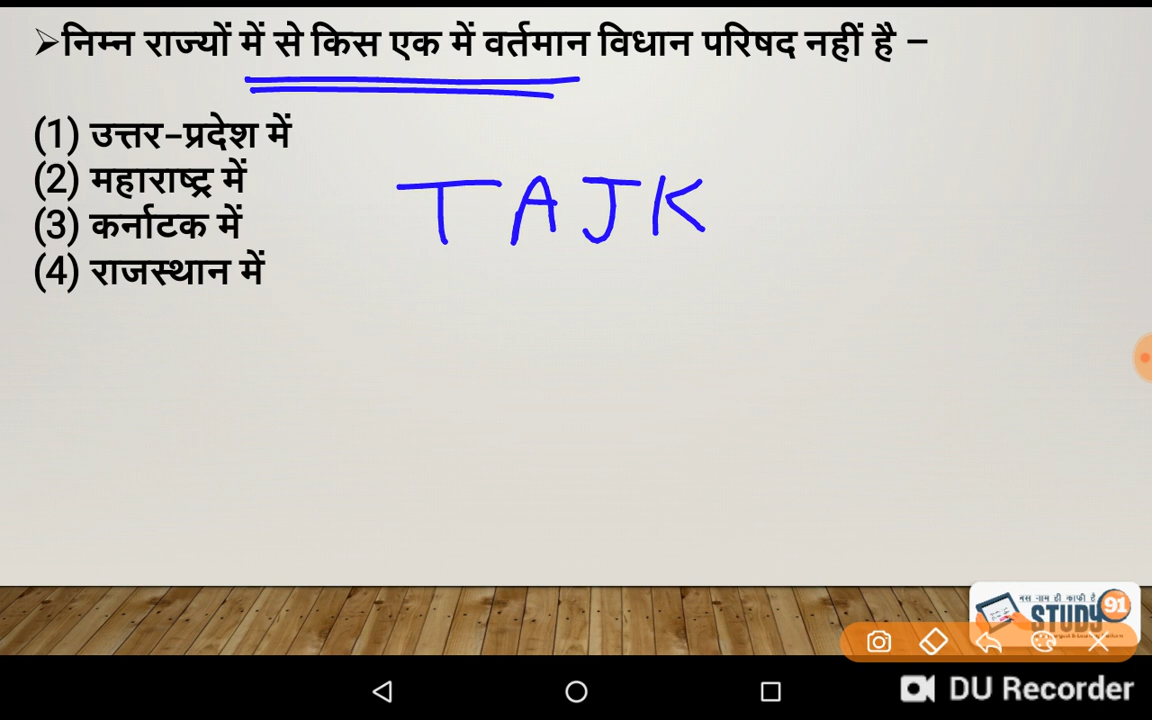 ➢निम्न राज्यों में से किस एक में वर्तमान विधान परिषद नहीं है –
(1) उत्तर–प्रदेश में
(2) महाराष्ट्र में
(3) कर्नाटक में
(4) राजस्थान में
TAJK
बस नाम ही काफी है
STUDY 91
DU Recorder